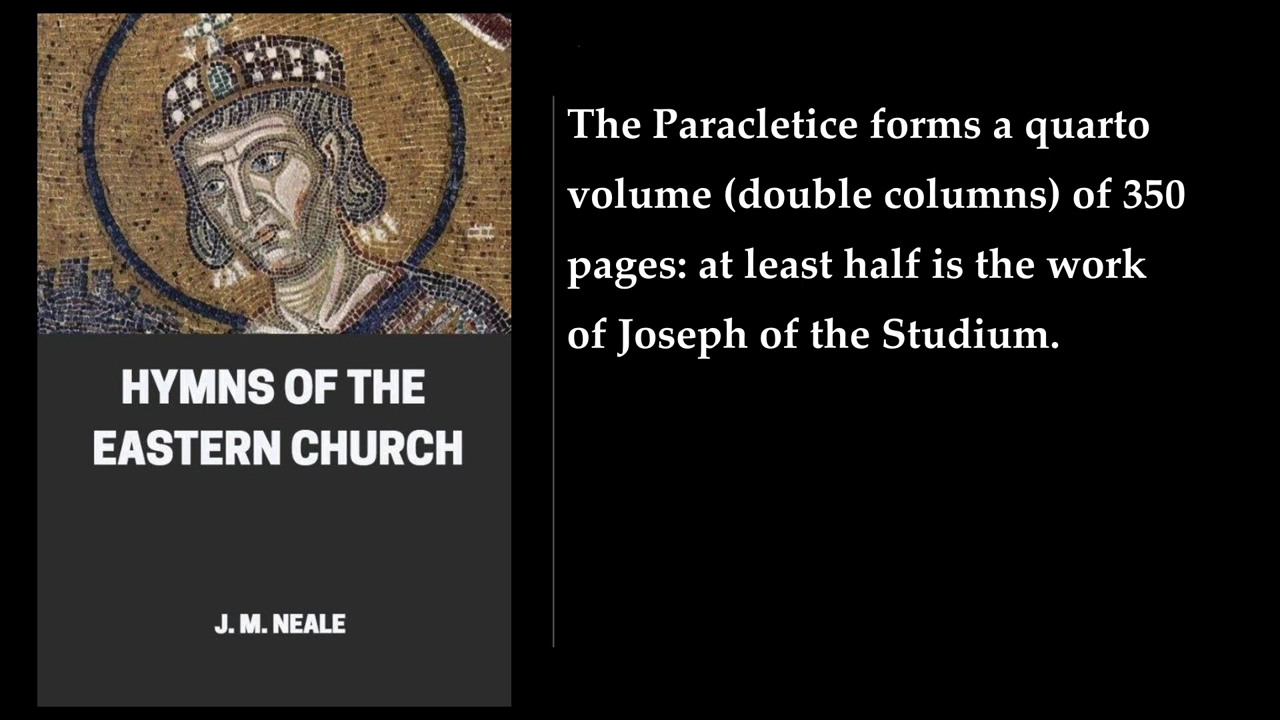 HYMNS OF THE
EASTERN CHURCH
J. M. NEALE
The Paracletice forms a quarto
volume (double columns) of 350
pages: at least half is the work
of Joseph of the Studium.